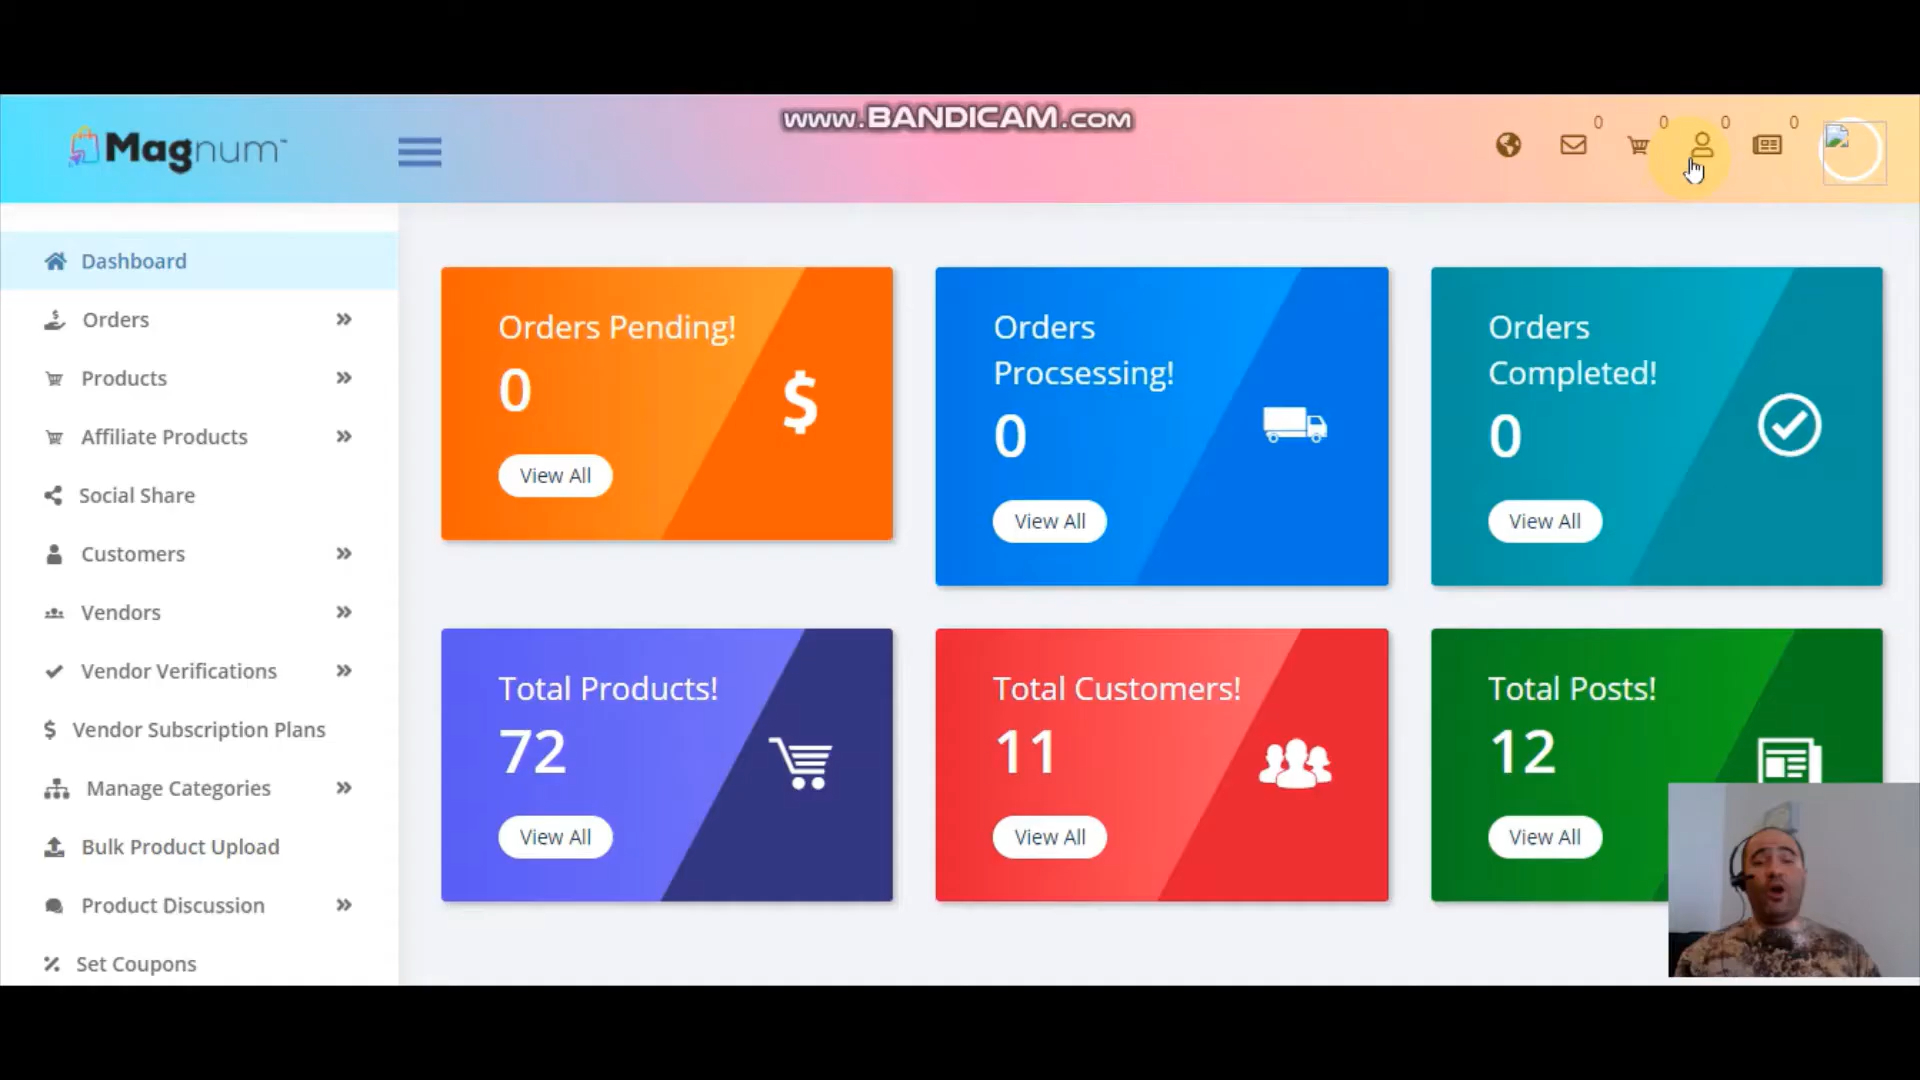 www.BANDICAM.com
Magnum™
0
0
0
0
Dashboard
Orders
Products
Affiliate Products
Social Share
Customers
Vendors
Vendor Verifications
Vendor Subscription Plans
Manage Categories
Bulk Product Upload
Product Discussion
Set Coupons
Orders Pending!
0
View All
Orders
Procsessing!
0
View All
Orders
Completed!
0
View All
Total Products!
72
View All
Total Customers!
11
View All
Total Posts!
12
View All